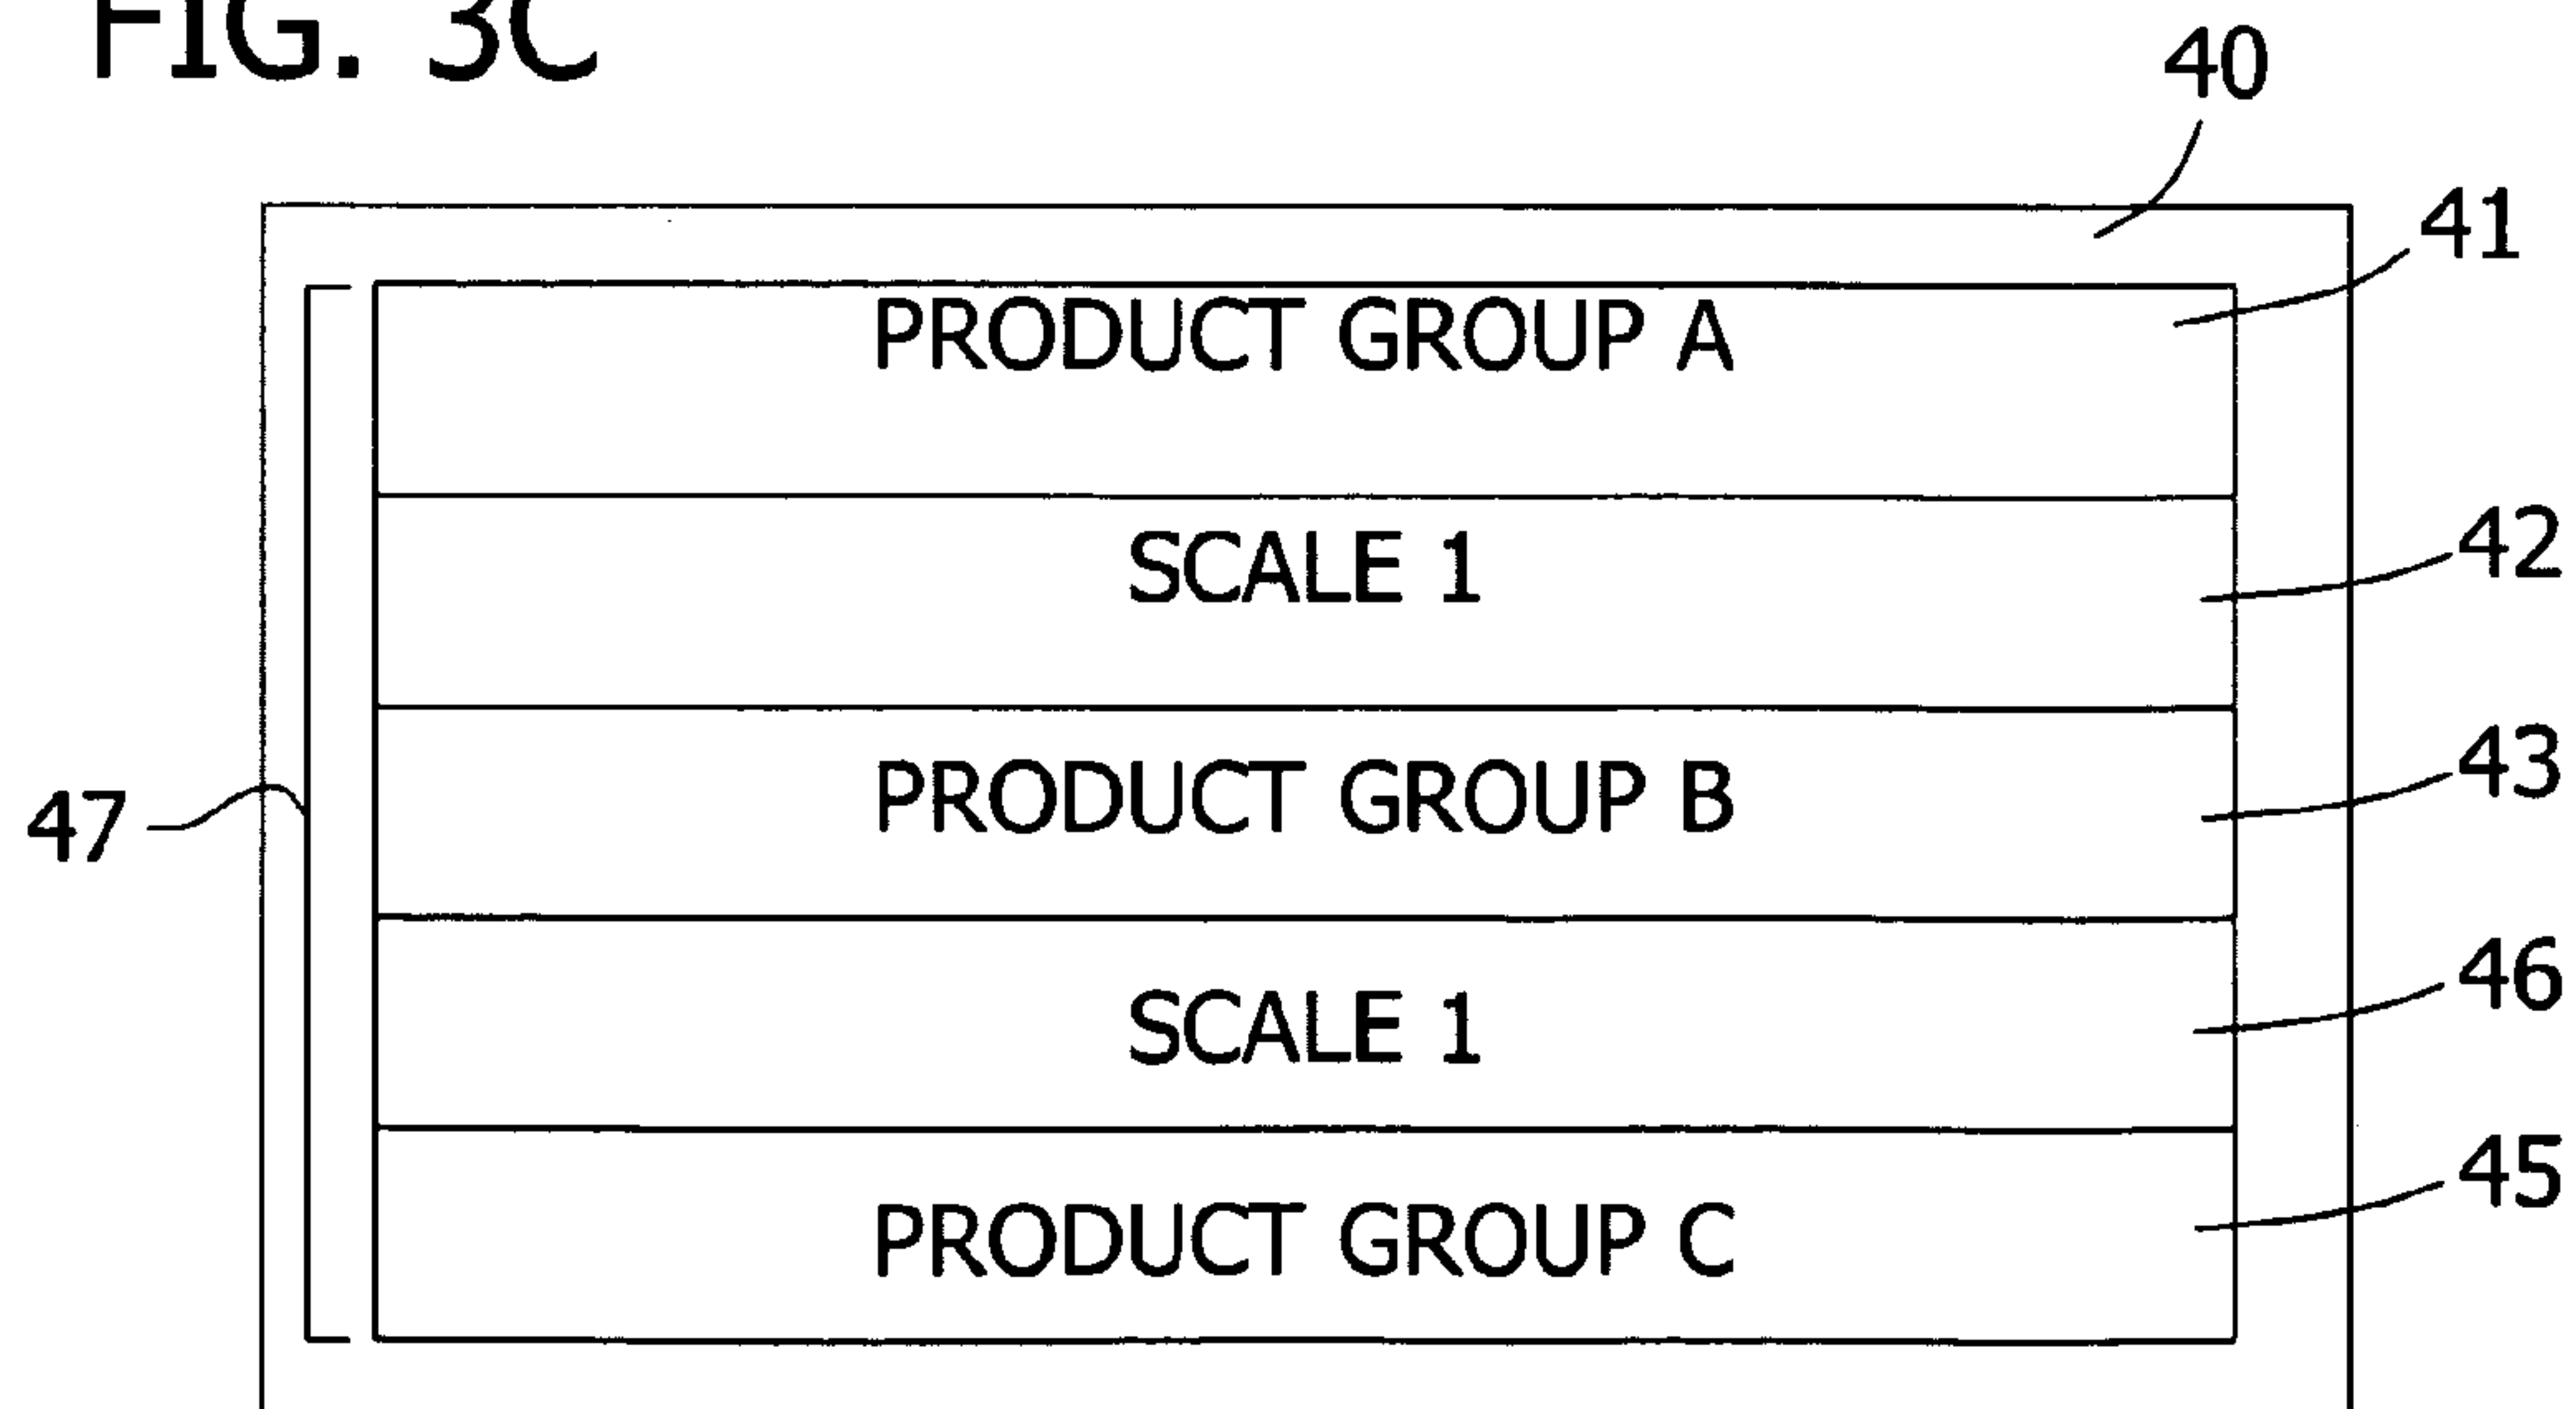 FIG. 3C
40
41
PRODUCT GROUP A
42
SCALE 1
43
PRODUCT GROUP B
47
46
SCALE 1
45
PRODUCT GROUP C